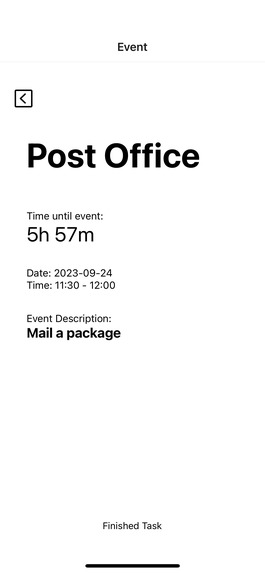 Event
Post Office
Time until event:
5h 57m
Date: 2023-09-24
Time: 11:30 - 12:00
Event Description:
Mail a package
Finished Task